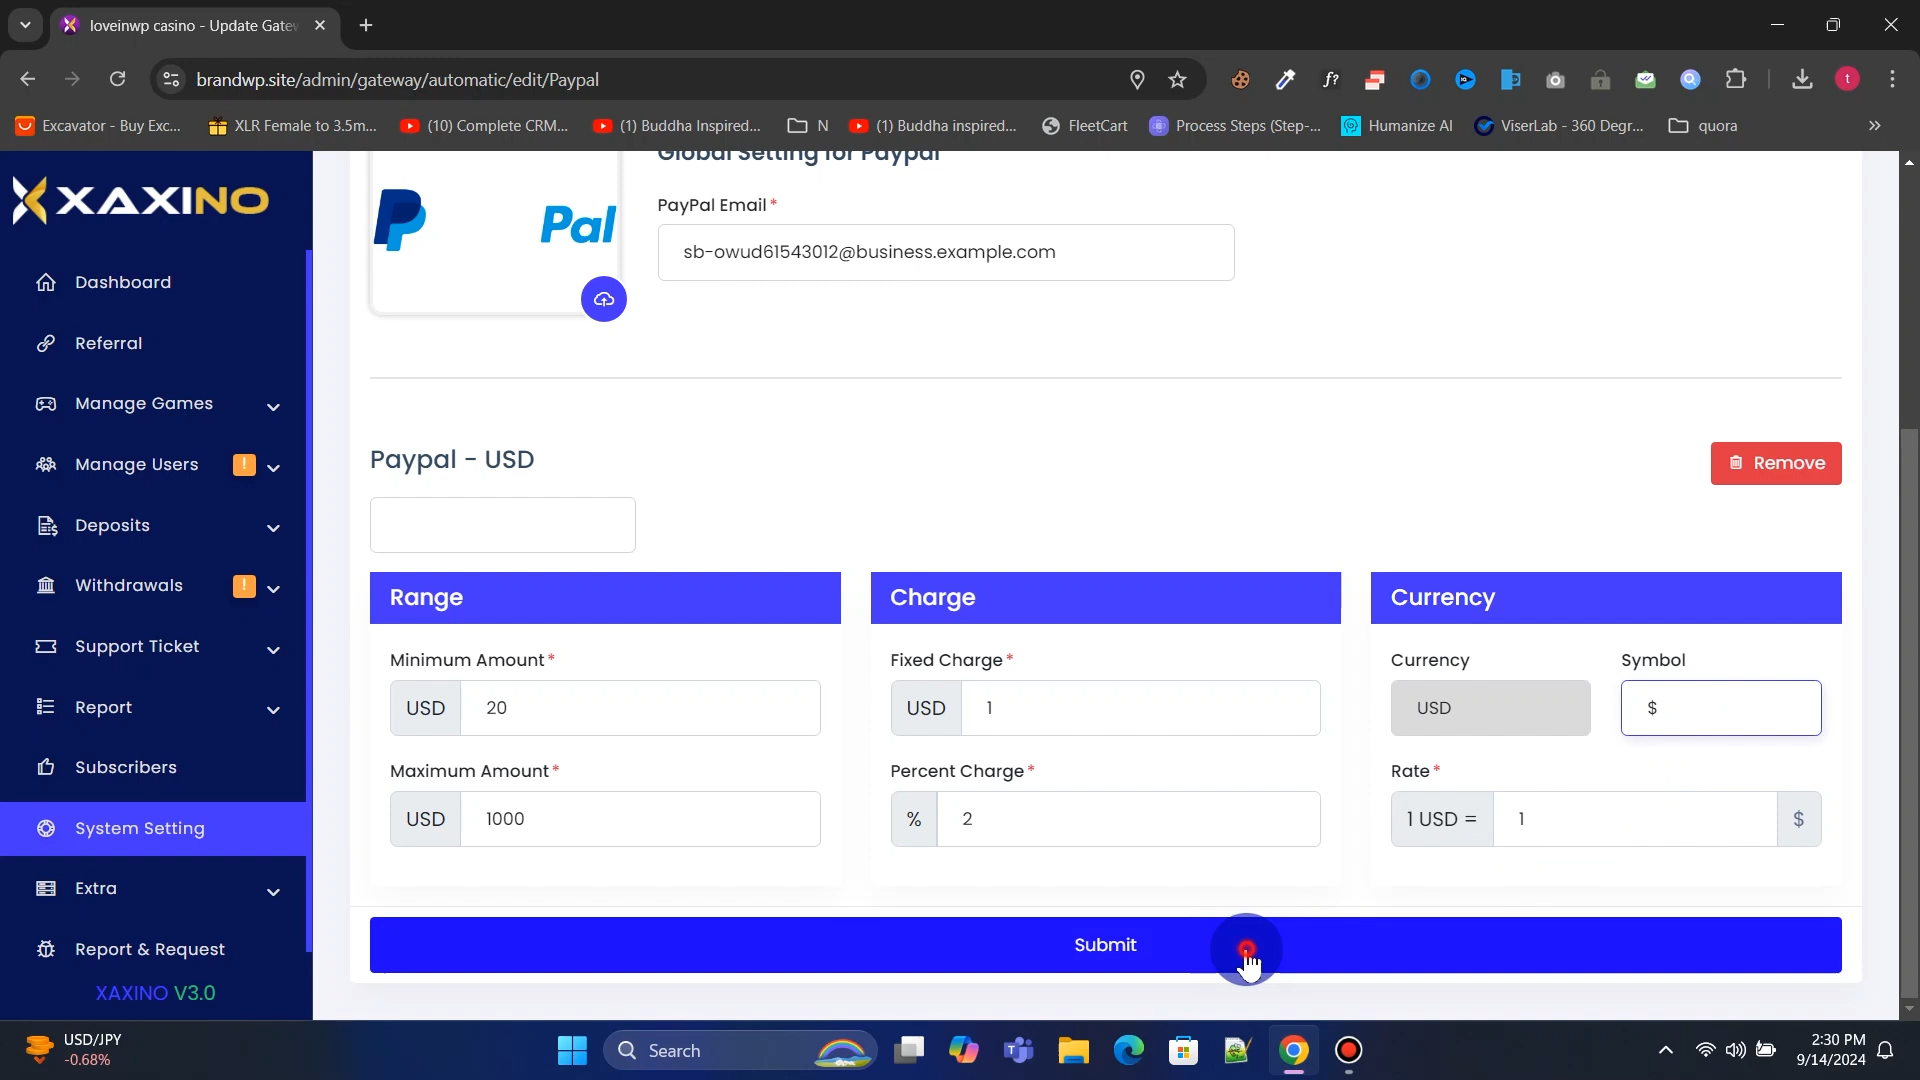 loveinwp casino - Update Gatew
brandwp.site/admin/gateway/automatic/edit/Paypal
Excavator - Buy Exc...
XLR Female to 3.5m...
(10) Complete CRM...
(1) Buddha Inspired...
N
(1) Buddha inspired...
FleetCart
Process Steps (Step-...
Humanize AI
ViserLab - 360 Degr...
quora
XAXINO
Dashboard
Referral
Manage Games
Manage Users
Deposits
Withdrawals
Support Ticket
Report
Subscribers
System Setting
Extra
Report & Request
XAXINO V3.0
Global Setting for Paypal
Pal
PayPal Email*
sb-owud61543012@business.example.com
Paypal - USD
Remove
Range
Charge
Currency
Minimum Amount*
Fixed Charge*
Currency
Symbol
USD 20
USD 1
USD
$
Maximum Amount*
Percent Charge*
Rate*
USD 1000
% 2
1 USD = 1 $
Submit
USD/JPY
-0.68%
Search
2:30 PM
9/14/2024